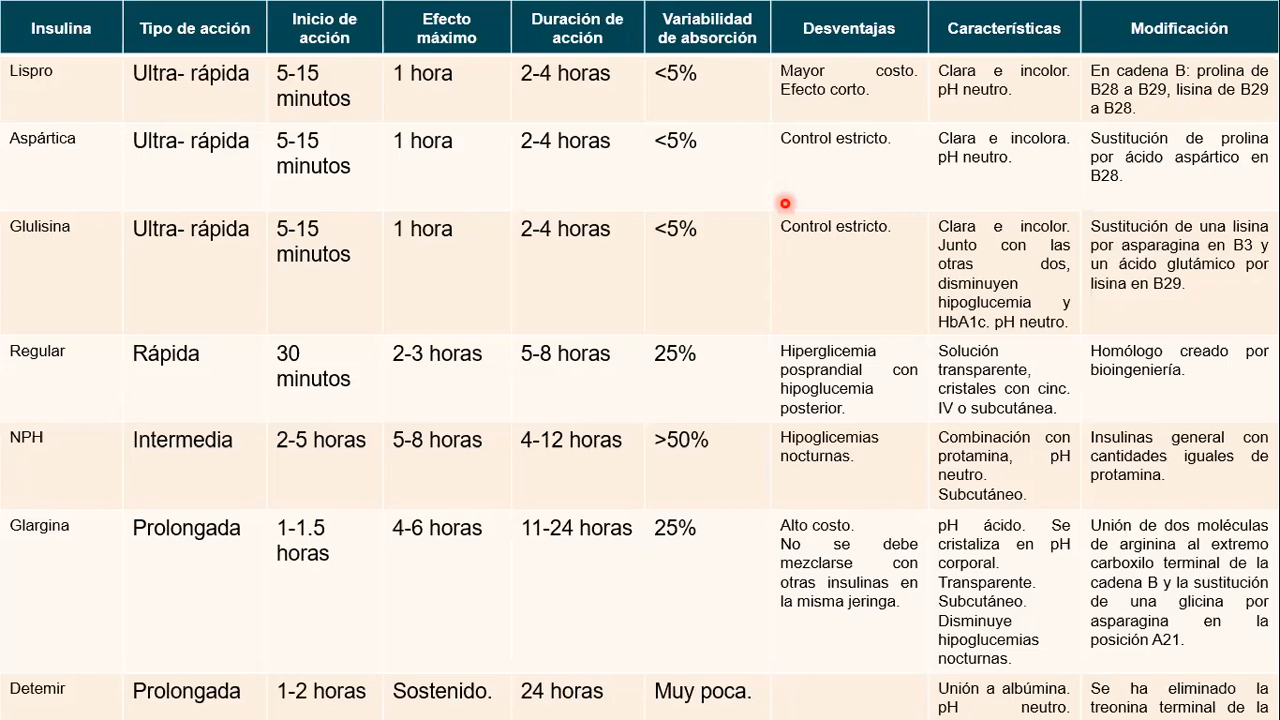 Insulina
Tipo de acción
Inicio de
acción
Efecto
máximo
Duración de
acción
Variabilidad
de absorción
Desventajas
Características
Modificación
Lispro
Ultra- rápida
5-15
minutos
1 hora
2-4 horas
<5%
Mayor costo.
Efecto corto.
Clara e incolor.
pH neutro.
En cadena B: prolina de
B28 a B29, lisina de B29
a B28.
Aspártica
Ultra- rápida
5-15
minutos
1 hora
2-4 horas
<5%
Control estricto.
Clara e incolora.
pH neutro.
Sustitución de prolina
por ácido aspártico en
B28.
Glulisina
Ultra- rápida
5-15
minutos
1 hora
2-4 horas
<5%
Control estricto.
Clara e incolor.
Junto con las
otras dos,
disminuyen
hipoglucemia y
HbA1c. pH neutro.
Sustitución de una lisina
por asparagina en B3 y
un ácido glutámico por
lisina en B29.
Regular
Rápida
30
minutos
2-3 horas
5-8 horas
25%
Hiperglicemia
posprandial con
hipoglucemia
posterior.
Solución
transparente,
cristales con cinc.
IV o subcutánea.
Homólogo creado por
bioingeniería.
NPH
Intermedia
2-5 horas
5-8 horas
4-12 horas
>50%
Hipoglicemias
nocturnas.
Combinación con
protamina, pH
neutro.
Subcutáneo.
Insulinas general con
cantidades iguales de
protamina.
Glargina
Prolongada
1-1.5
horas
4-6 horas
11-24 horas
25%
Alto costo.
No se debe
mezclarse con
otras insulinas en
la misma jeringa.
pH ácido. Se
cristaliza en pH
corporal.
Transparente.
Subcutáneo.
Disminuye
hipoglucemias
nocturnas.
Unión de dos moléculas
de arginina al extremo
carboxilo terminal de la
cadena B y la sustitución
de una glicina por
asparagina en la
posición A21.
Detemir
Prolongada
1-2 horas
Sostenido.
24 horas
Muy poca.
Unión a albúmina.
pH neutro.
Se ha eliminado la
treonina terminal de la